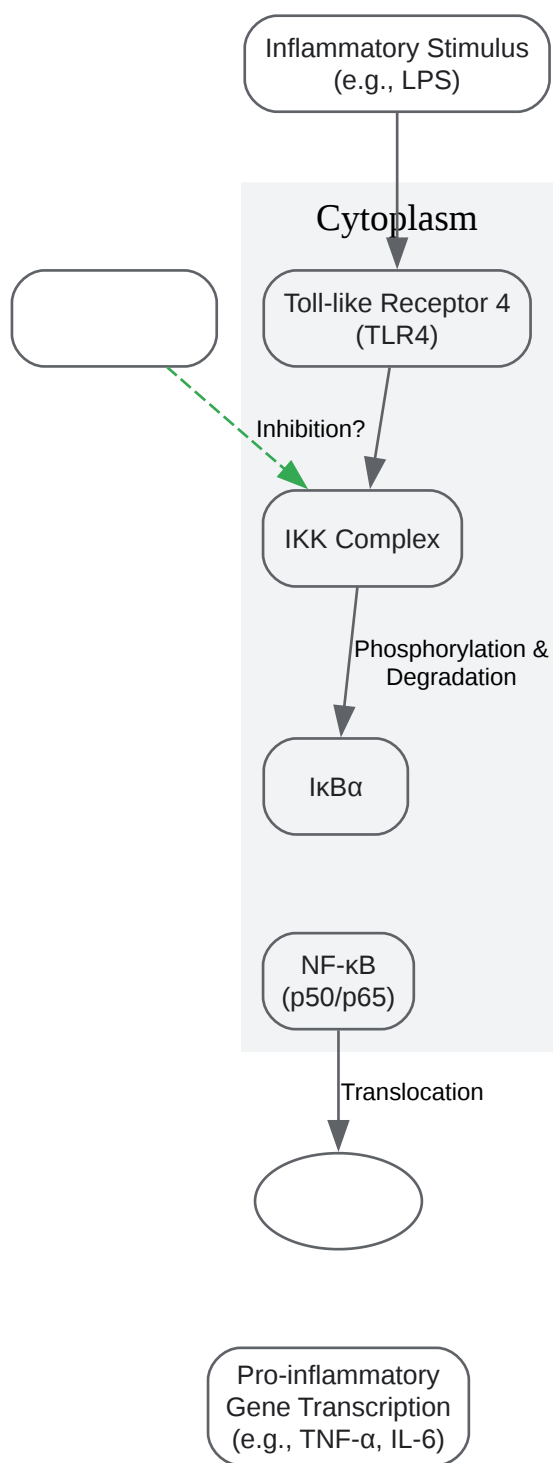 Inflammatory Stimulus
(e.g., LPS)
Cytoplasm
Toll-like Receptor 4
(TLR4)
Inhibition?
IKK Complex
Phosphorylation &
Degradation
IκBα
NF-κB
(p50/p65)
Translocation
Pro-inflammatory
Gene Transcription
(e.g., TNF-α, IL-6)